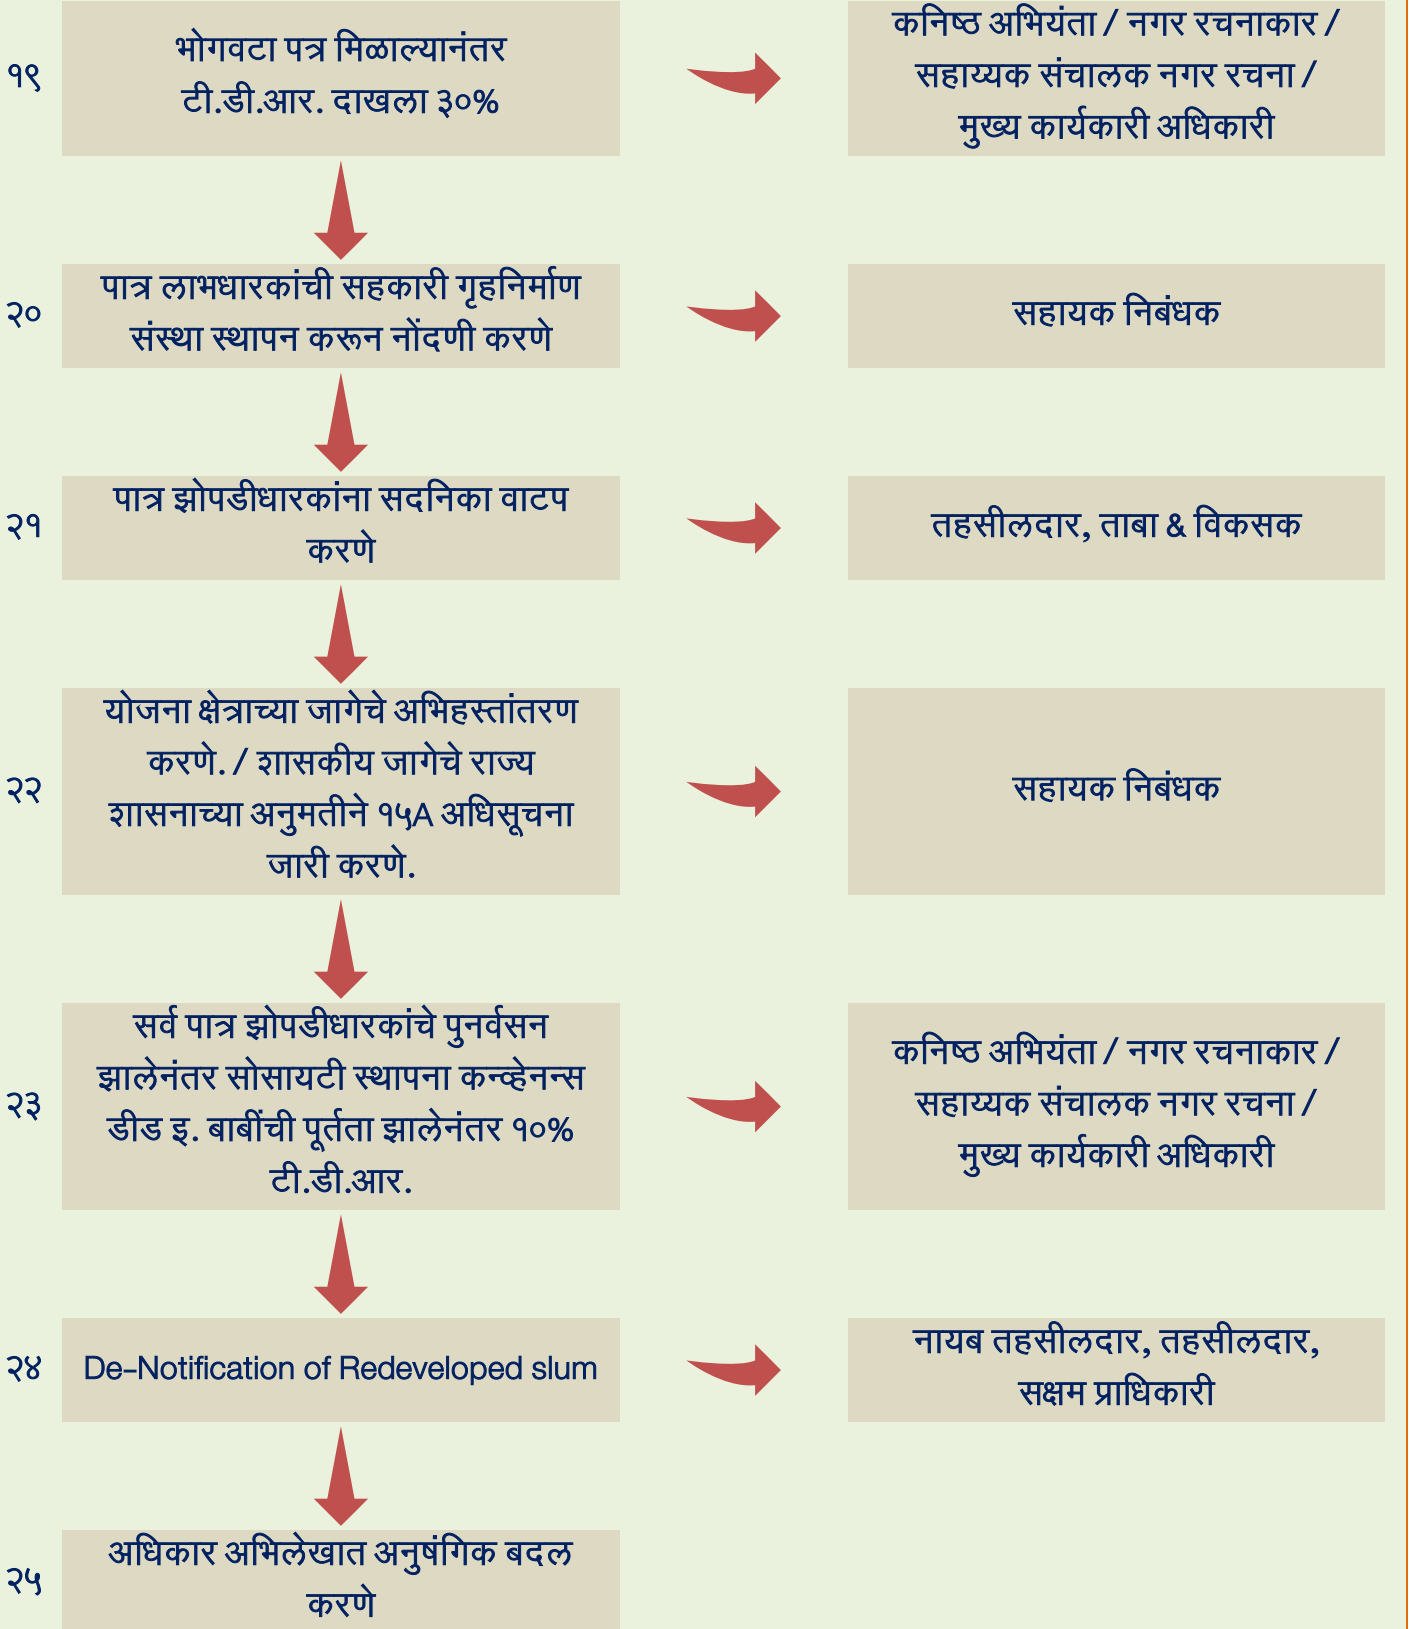 १९
भोगवटा पत्र मिळाल्यानंतर
टी.डी.आर. दाखला ३०%
कनिष्ठ अभियंता / नगर रचनाकार /
सहाय्यक संचालक नगर रचना /
मुख्य कार्यकारी अधिकारी
२०
पात्र लाभधारकांची सहकारी गृहनिर्माण
संस्था स्थापन करून नोंदणी करणे
सहायक निबंधक
२१
पात्र झोपडीधारकांना सदनिका वाटप
करणे
तहसीलदार, ताबा & विकसक
२२
योजना क्षेत्राच्या जागेचे अभिहस्तांतरण
करणे. / शासकीय जागेचे राज्य
शासनाच्या अनुमतीने १५A अधिसूचना
जारी करणे.
सहायक निबंधक
२३
सर्व पात्र झोपडीधारकांचे पुनर्वसन
झालेनंतर सोसायटी स्थापना कन्व्हेनन्स
डीड इ. बाबींची पूर्तता झालेनंतर १०%
टी.डी.आर.
कनिष्ठ अभियंता / नगर रचनाकार /
सहाय्यक संचालक नगर रचना /
मुख्य कार्यकारी अधिकारी
२४
De-Notification of Redeveloped slum
नायब तहसीलदार, तहसीलदार,
सक्षम प्राधिकारी
२५
अधिकार अभिलेखात अनुषंगिक बदल
करणे